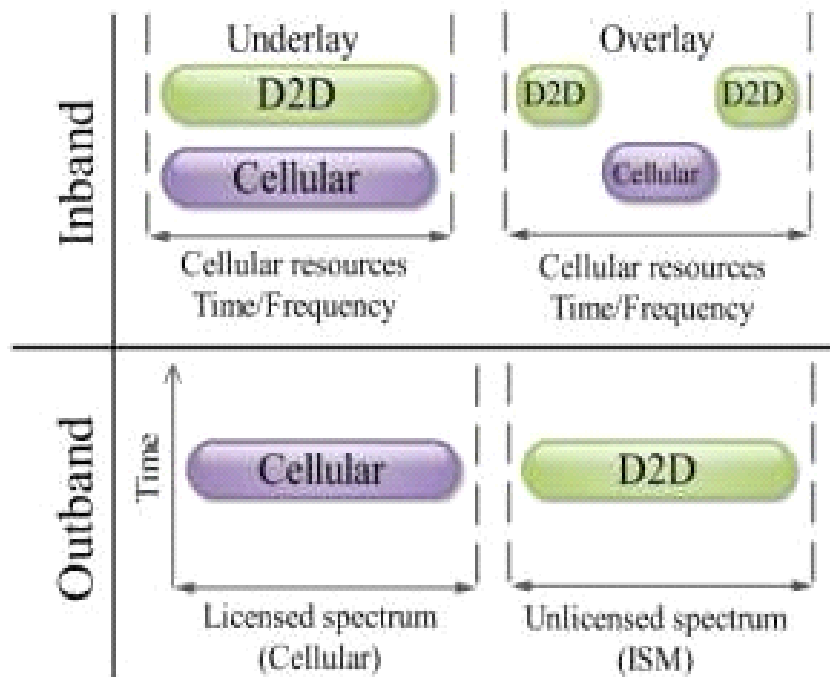 Inband
Underlay
D2D
Cellular
Cellular resources
Time/Frequency
Overlay
D2D
D2D
Cellular
Cellular resources
Time/Frequency
Outband
Time
Cellular
Licensed spectrum
(Cellular)
D2D
Unlicensed spectrum
(ISM)